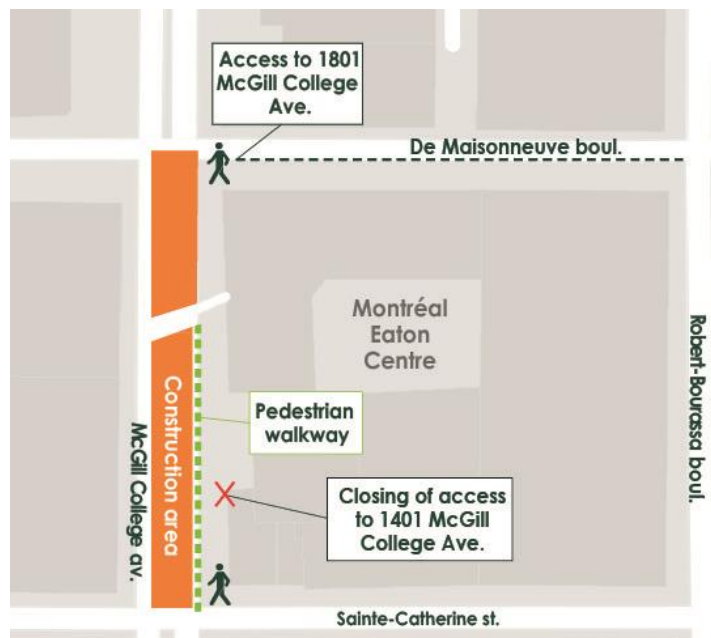 Access to 1801
McGill College
Ave.
De Maisonneuve boul.
Montréal
Eaton
Centre
Robert-Bourassa boul.
Construction area
McGill College av.
Pedestrian
walkway
Closing of access
to 1401 McGill
College Ave.
Sainte-Catherine st.